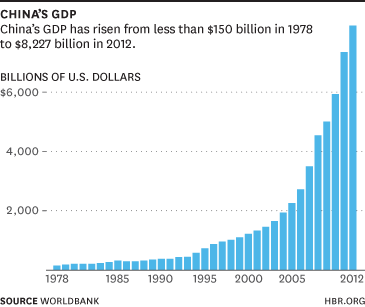 CHINA'S GDP
China's GDP has risen from less than $150 billion in 1978
to $8,227 billion in 2012.
BILLIONS OF U.S. DOLLARS
$6,000
4,000
2,000
1978 1985 1990 1995 2000 2005 2012
SOURCE WORLDBANK HBR.ORG